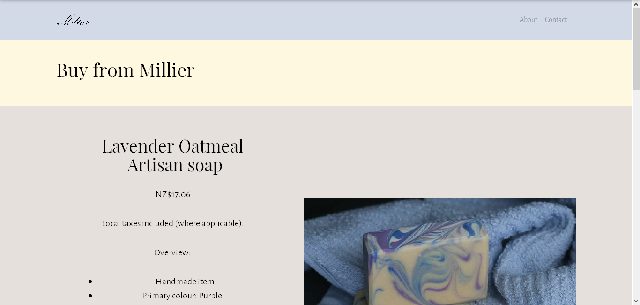 Millier
About Contact
Buy from Millier
Lavender Oatmeal
Artisan soap
NZ$17.06
Local taxes included (where applicable)
Overview:
Handmade item
Primary colour: Purple